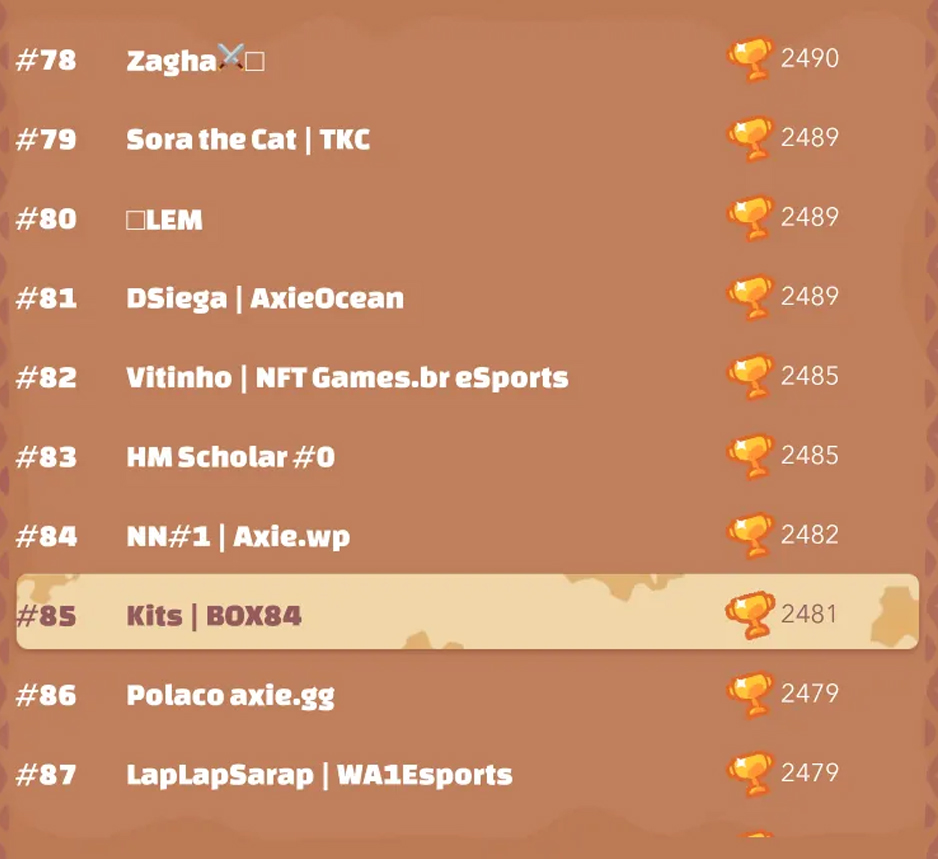 #78 Zagha⚔□ 2490
#79 Sora the Cat | TKC 2489
#80 □LEM 2489
#81 DSiega | AxieOcean 2489
#82 Vitinho | NFT Games.br eSports 2485
#83 HM Scholar #0 2485
#84 NN#1 | Axie.wp 2482
#85 Kits | BOX84 2481
#86 Polaco axie.gg 2479
#87 LapLapSarap | WA1Esports 2479